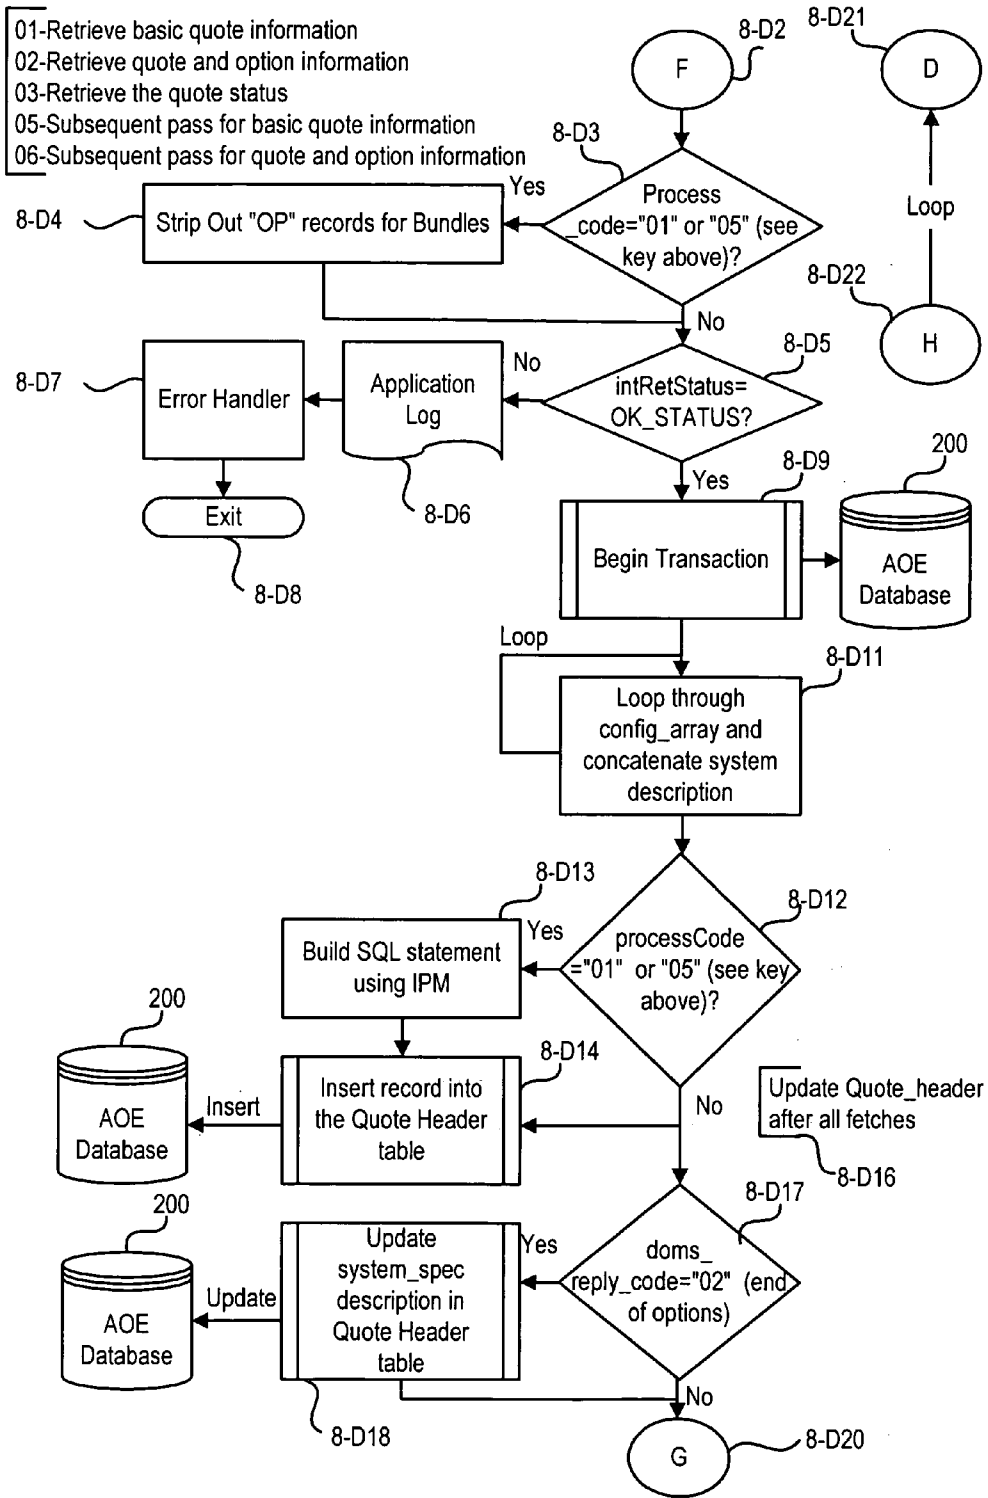 01-Retrieve basic quote information
02-Retrieve quote and option information
03-Retrieve the quote status
05-Subsequent pass for basic quote information
06-Subsequent pass for quote and option information
8-D2
F
8-D21
D
Loop
8-D22
H
8-D3
Process
_code="01" or "05" (see
key above)?
Yes
No
8-D4
Strip Out "OP" records for Bundles
8-D5
intRetStatus=
OK_STATUS?
No
Yes
Application
Log
8-D6
8-D7
Error Handler
Exit
8-D8
8-D9
Begin Transaction
200
AOE
Database
Loop
8-D11
Loop through
config_array and
concatenate system
description
8-D12
processCode
="01" or "05" (see key
above)?
Yes
No
8-D13
Build SQL statement
using IPM
8-D14
Insert record into
the Quote Header
table
Insert
200
AOE
Database
Update Quote_header
after all fetches
8-D16
8-D17
doms_
reply_code="02" (end
of options)
Yes
No
Update
system_spec
description in
Quote Header
table
8-D18
Update
200
AOE
Database
G
8-D20